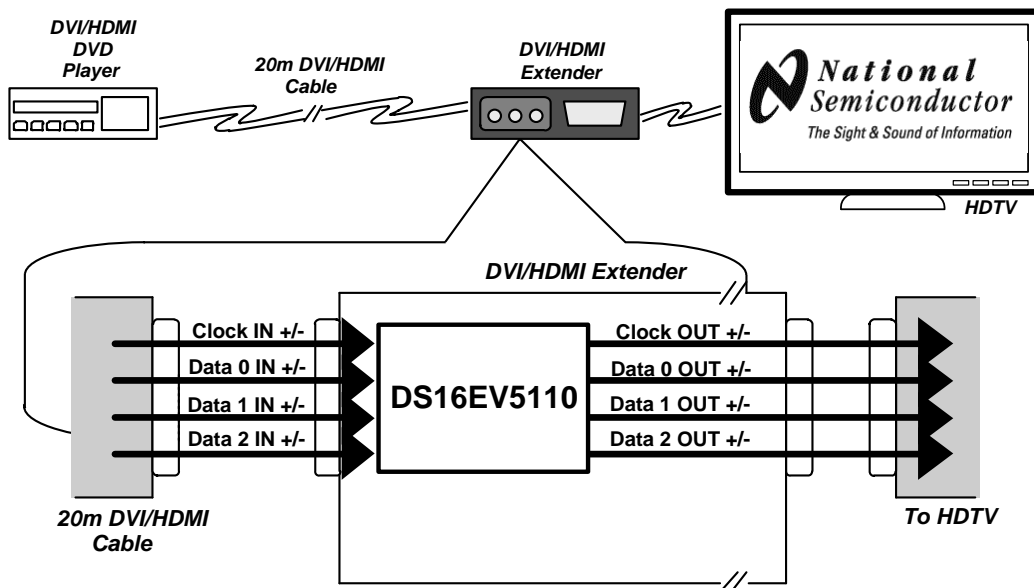 DVI/HDMI
DVD
Player
20m DVI/HDMI
Cable
DVI/HDMI
Extender
National
Semiconductor
The Sight & Sound of Information
HDTV
DVI/HDMI Extender
Clock IN +/-
Data 0 IN +/-
Data 1 IN +/-
Data 2 IN +/-
DS16EV5110
Clock OUT +/-
Data 0 OUT +/-
Data 1 OUT +/-
Data 2 OUT +/-
20m DVI/HDMI
Cable
To HDTV